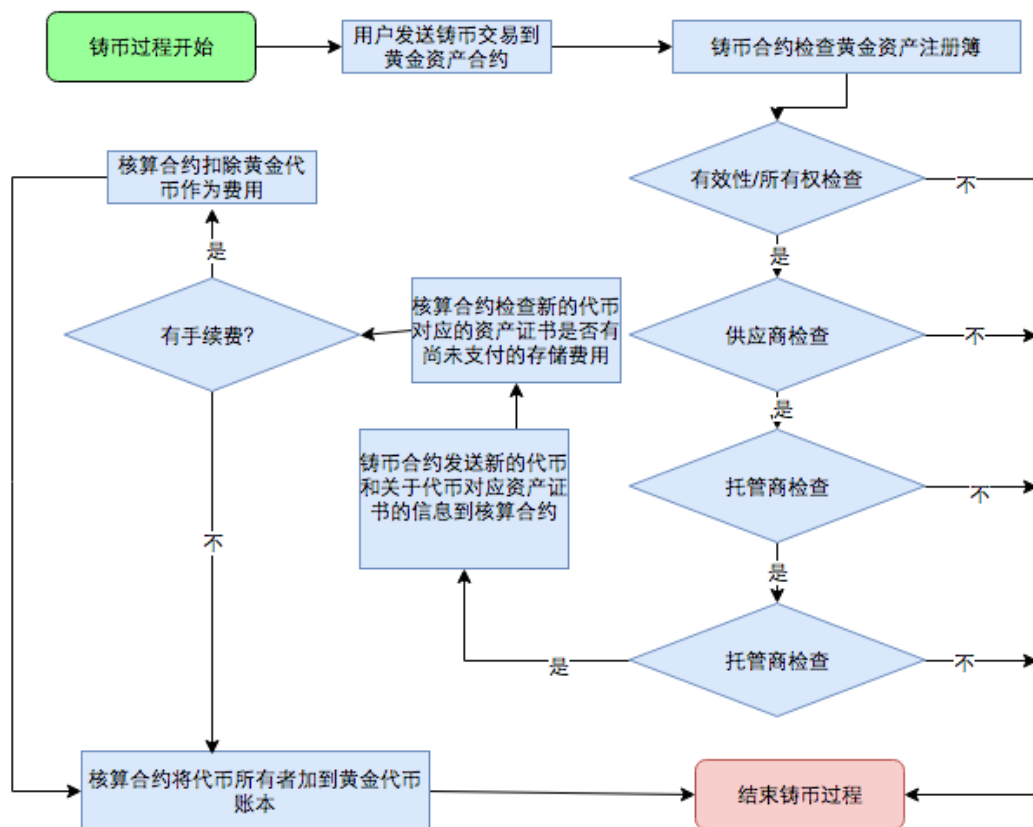 铸币过程开始
用户发送铸币交易到
黄金资产合约
铸币合约检查黄金资产注册簿
有效性/所有权检查
不
是
供应商检查
不
是
托管商检查
不
是
托管商检查
不
是
铸币合约发送新的代币
和关于代币对应资产证
书的信息到核算合约
核算合约检查新的代币
对应的资产证书是否有
尚未支付的存储费用
有手续费?
是
核算合约扣除黄金代
币作为费用
不
核算合约将代币所有者加到黄金代币
账本
结束铸币过程